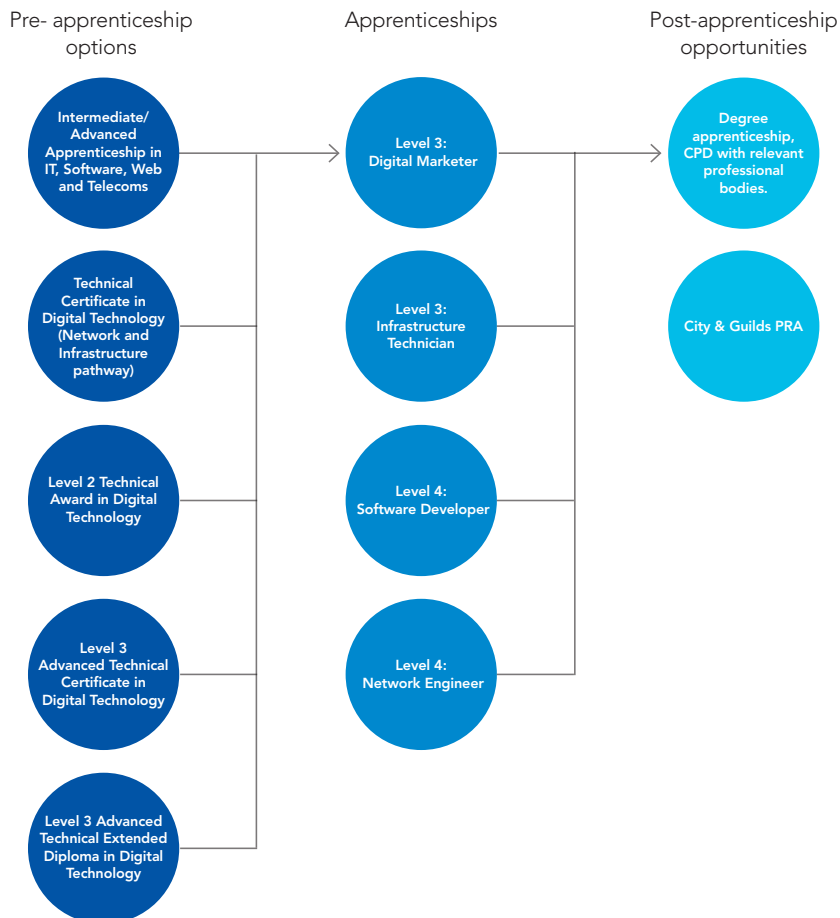 Pre- apprenticeship
options
Apprenticeships
Post-apprenticeship
opportunities
Intermediate/
Advanced
Apprenticeship in
IT, Software, Web
and Telecoms
Level 3:
Digital Marketer
Degree
apprenticeship,
CPD with relevant
professional
bodies.
Technical
Certificate in
Digital Technology
(Network and
Infrastructure
pathway)
Level 3:
Infrastructure
Technician
City & Guilds PRA
Level 2 Technical
Award in Digital
Technology
Level 4:
Software Developer
Level 3
Advanced Technical
Certificate in
Digital Technology
Level 4:
Network Engineer
Level 3 Advanced
Technical Extended
Diploma in Digital
Technology